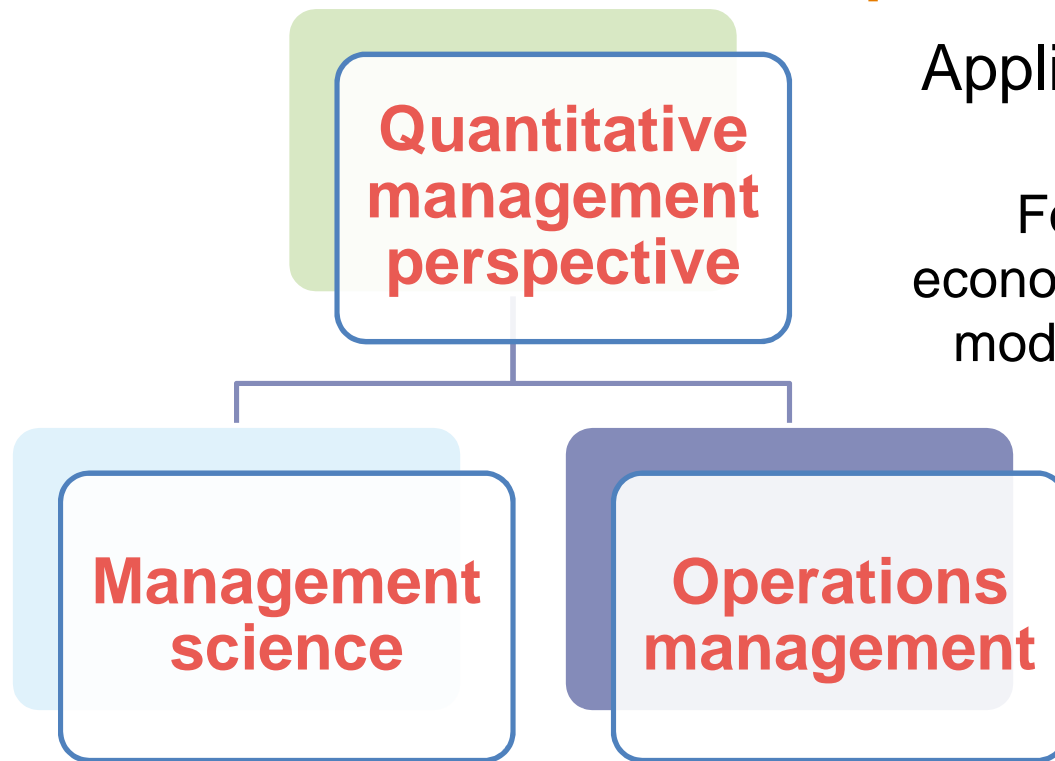 Quantitative
management
perspective
Management
science
Operations
management